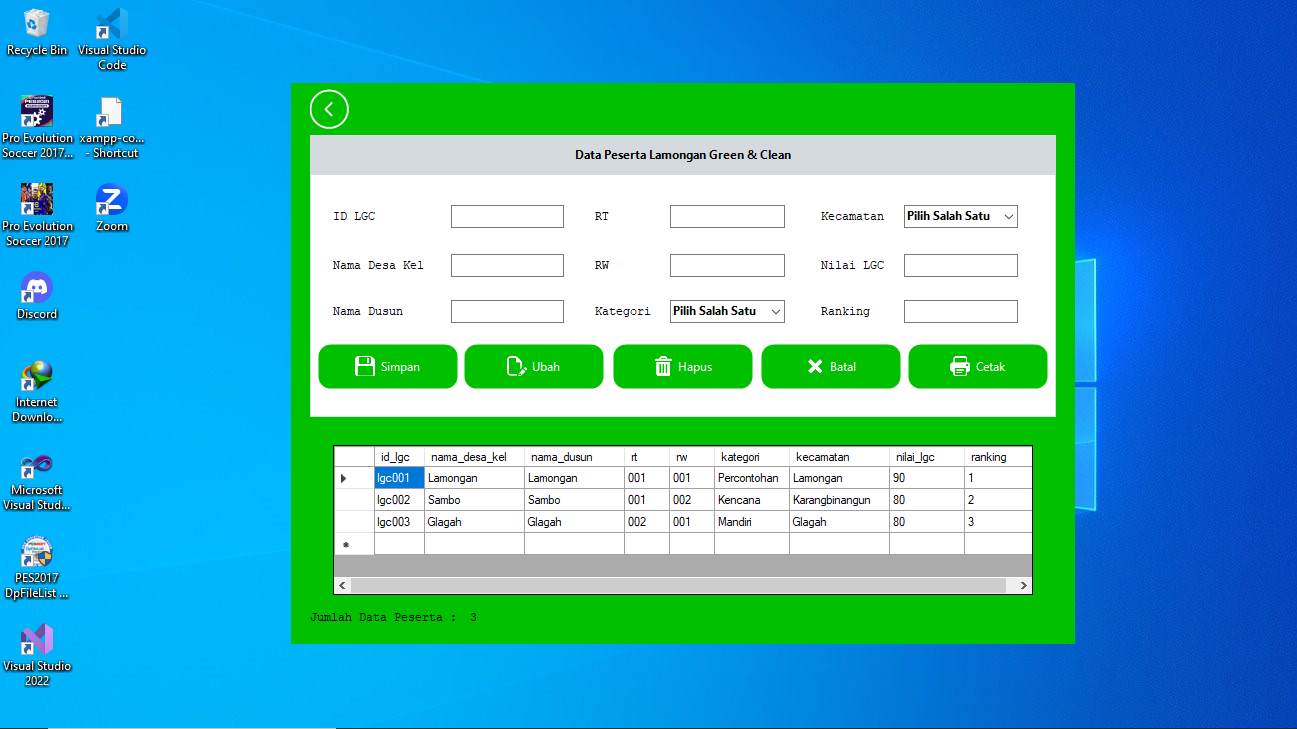 Recycle Bin
Visual Studio
Code
Pro Evolution
Soccer 2017...
xampp-co...
- Shortcut
Pro Evolution
Soccer 2017
Zoom
Discord
Internet
Downlo...
Microsoft
Visual Stud...
PES2017
DpFileList ...
Visual Studio
2022
Data Peserta Lamongan Green & Clean
ID LGC RT Kecamatan Pilih Salah Satu
Nama Desa Kel RW Nilai LGC
Nama Dusun Kategori Pilih Salah Satu Ranking
Simpan Ubah Hapus Batal Cetak
id_lgc nama_desa_kel nama_dusun rt rw kategori kecamatan nilai_lgc ranking
lgc001 Lamongan Lamongan 001 001 Percontohan Lamongan 90 1
lgc002 Sambo Sambo 001 002 Kencana Karangbinangun 80 2
lgc003 Glagah Glagah 002 001 Mandiri Glagah 80 3
Jumlah Data Peserta : 3